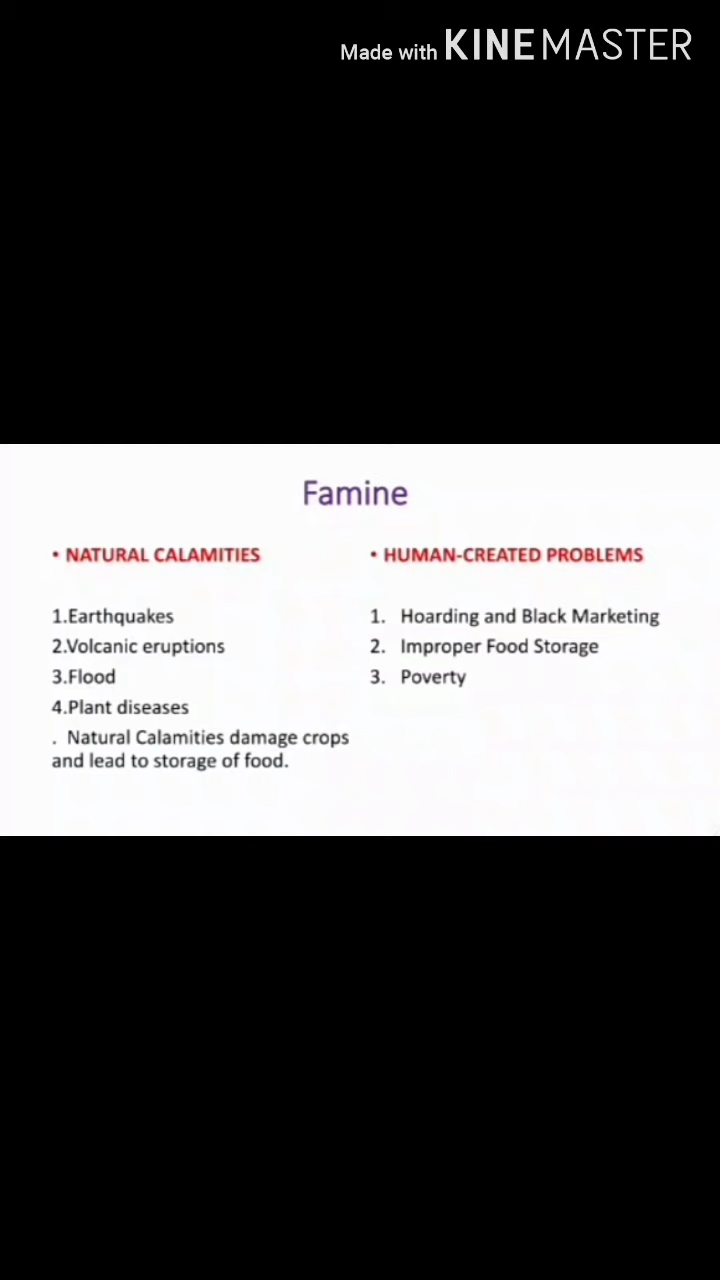 Made with KINEMASTER
Famine
• NATURAL CALAMITIES
1.Earthquakes
2.Volcanic eruptions
3.Flood
4.Plant diseases
. Natural Calamities damage crops
and lead to storage of food.
• HUMAN-CREATED PROBLEMS
1. Hoarding and Black Marketing
2. Improper Food Storage
3. Poverty